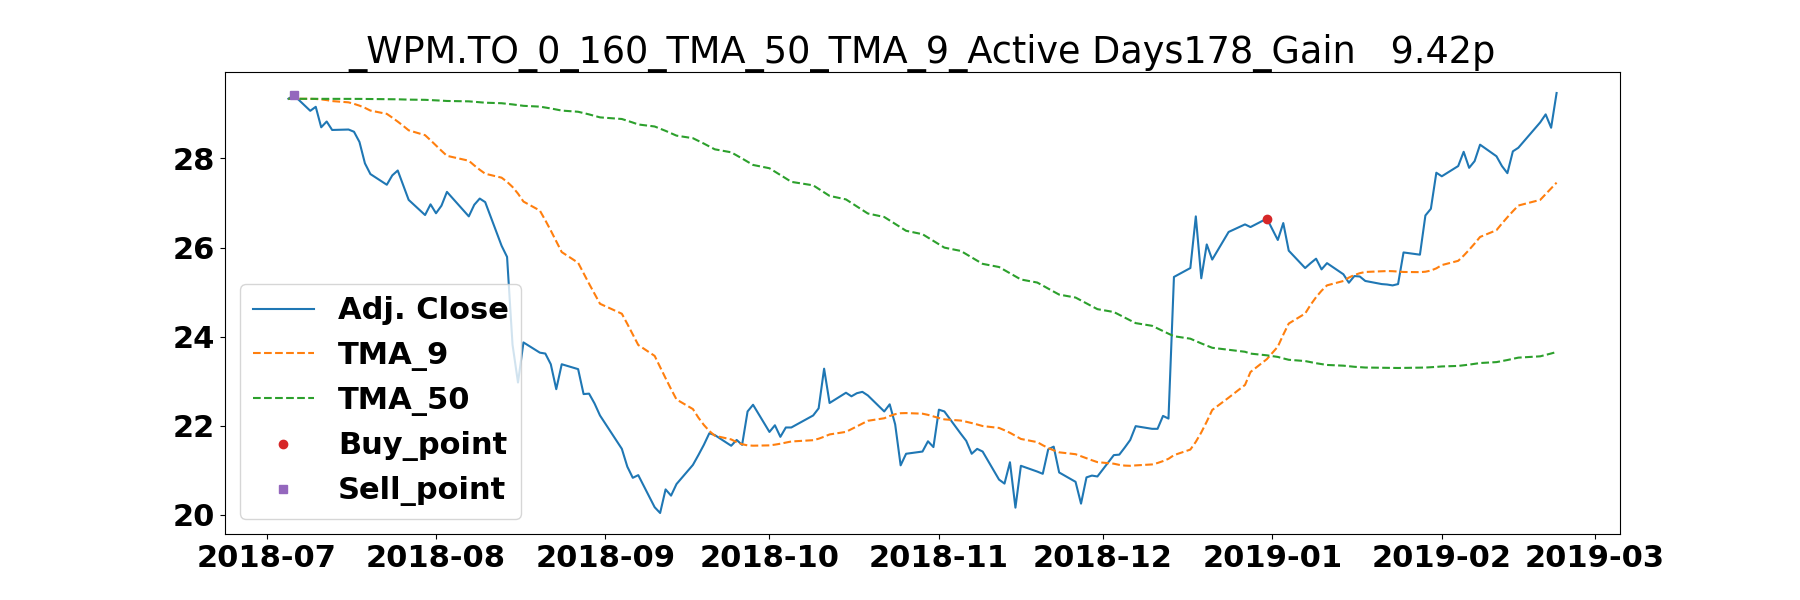 _WPM.TO_0_160_TMA_50_TMA_9_Active Days178_Gain   9.42p
28
26
24
22
20
Adj. Close
TMA_9
TMA_50
Buy_point
Sell_point
2018-07 2018-08 2018-09 2018-10 2018-11 2018-12 2019-01 2019-02 2019-03